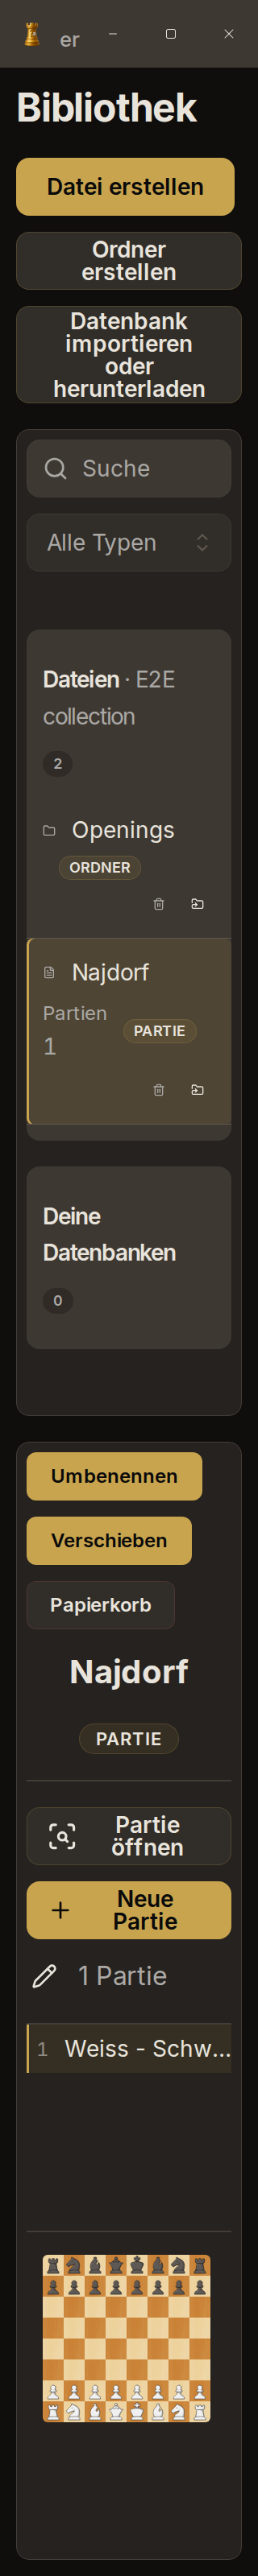 er
Bibliothek
Datei erstellen
Ordner
erstellen
Datenbank
importieren
oder
herunterladen
Suche
Alle Typen
Dateien · E2E
collection
2
Openings
ORDNER
Najdorf
Partien
1
PARTIE
Deine
Datenbanken
0
Umbenennen
Verschieben
Papierkorb
Najdorf
PARTIE
Partie
öffnen
Neue
Partie
1 Partie
1 Weiss - Schw...